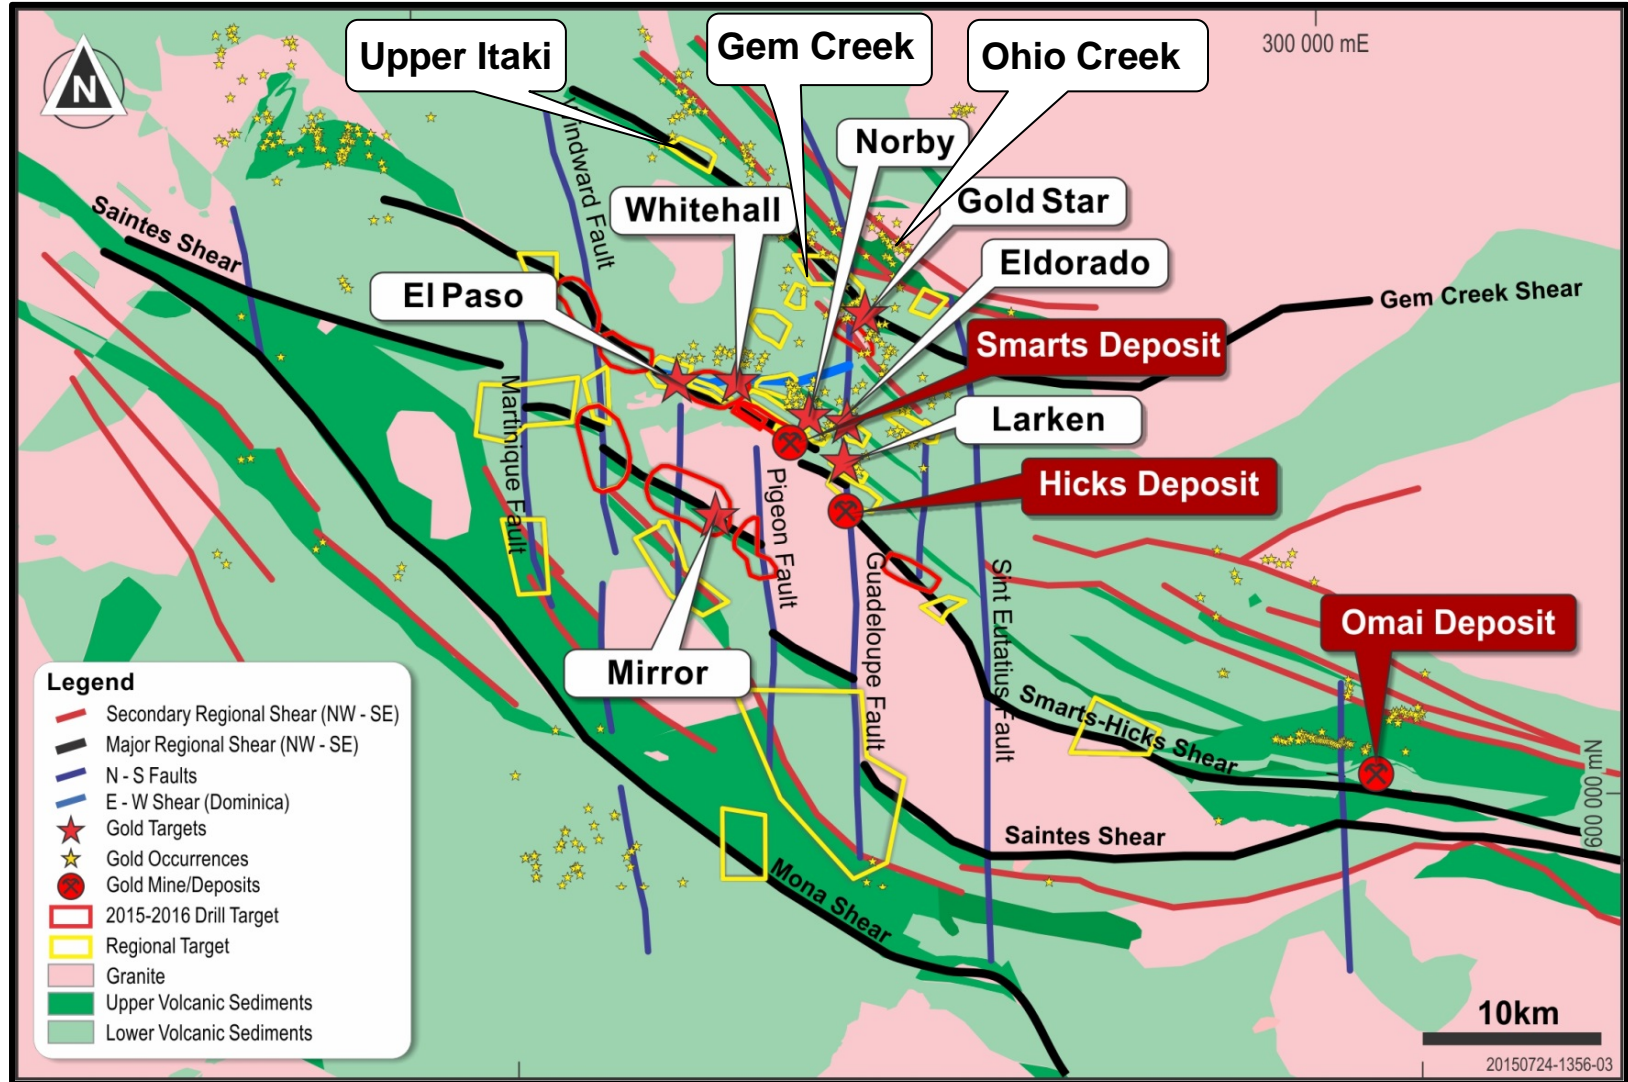 300 000 mE
N
Upper Itaki
Gem Creek
Ohio Creek
Windward Fault
Norby
Whitehall
Gold Star
Saintes Shear
Eldorado
El Paso
Gem Creek Shear
Smarts Deposit
Martinique Fault
Larken
Pigeon Fault
Hicks Deposit
Guadeloupe Fault
Sint Eutatius Fault
Omai Deposit
Mirror
Smarts-Hicks Shear
600 000 mN
Saintes Shear
Mona Shear
Legend
Secondary Regional Shear (NW - SE)
Major Regional Shear (NW - SE)
N - S Faults
E - W Shear (Dominica)
Gold Targets
Gold Occurrences
Gold Mine/Deposits
2015-2016 Drill Target
Regional Target
Granite
Upper Volcanic Sediments
Lower Volcanic Sediments
10km
20150724-1356-03